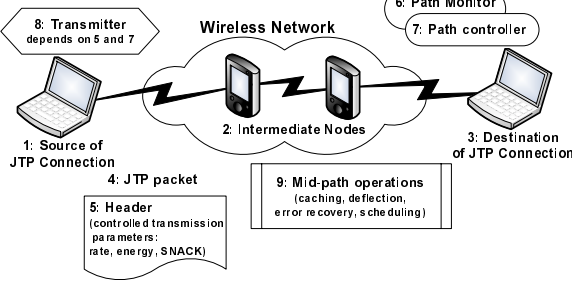 6: Path Monitor
8: Transmitter
depends on 5 and 7
Wireless Network
7: Path controller
2: Intermediate Nodes
1: Source of
JTP Connection
3: Destination
of JTP Connection
4: JTP packet
9: Mid-path operations
(caching, deflection,
error recovery, scheduling)
5: Header
(controlled transmission
parameters:
rate, energy, SNACK)